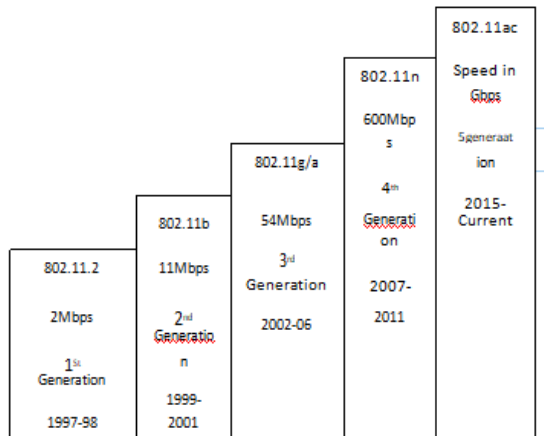 802.11.2
2Mbps
1St
Generation
1997-98
802.11b
11Mbps
2nd
Generatio
n
1999-
2001
802.11g/a
54Mbps
3rd
Generation
2002-06
802.11n
600Mbp
s
4th
Generati
on
2007-
2011
802.11ac
Speed in
Gbps
5generaat
ion
2015-
Current